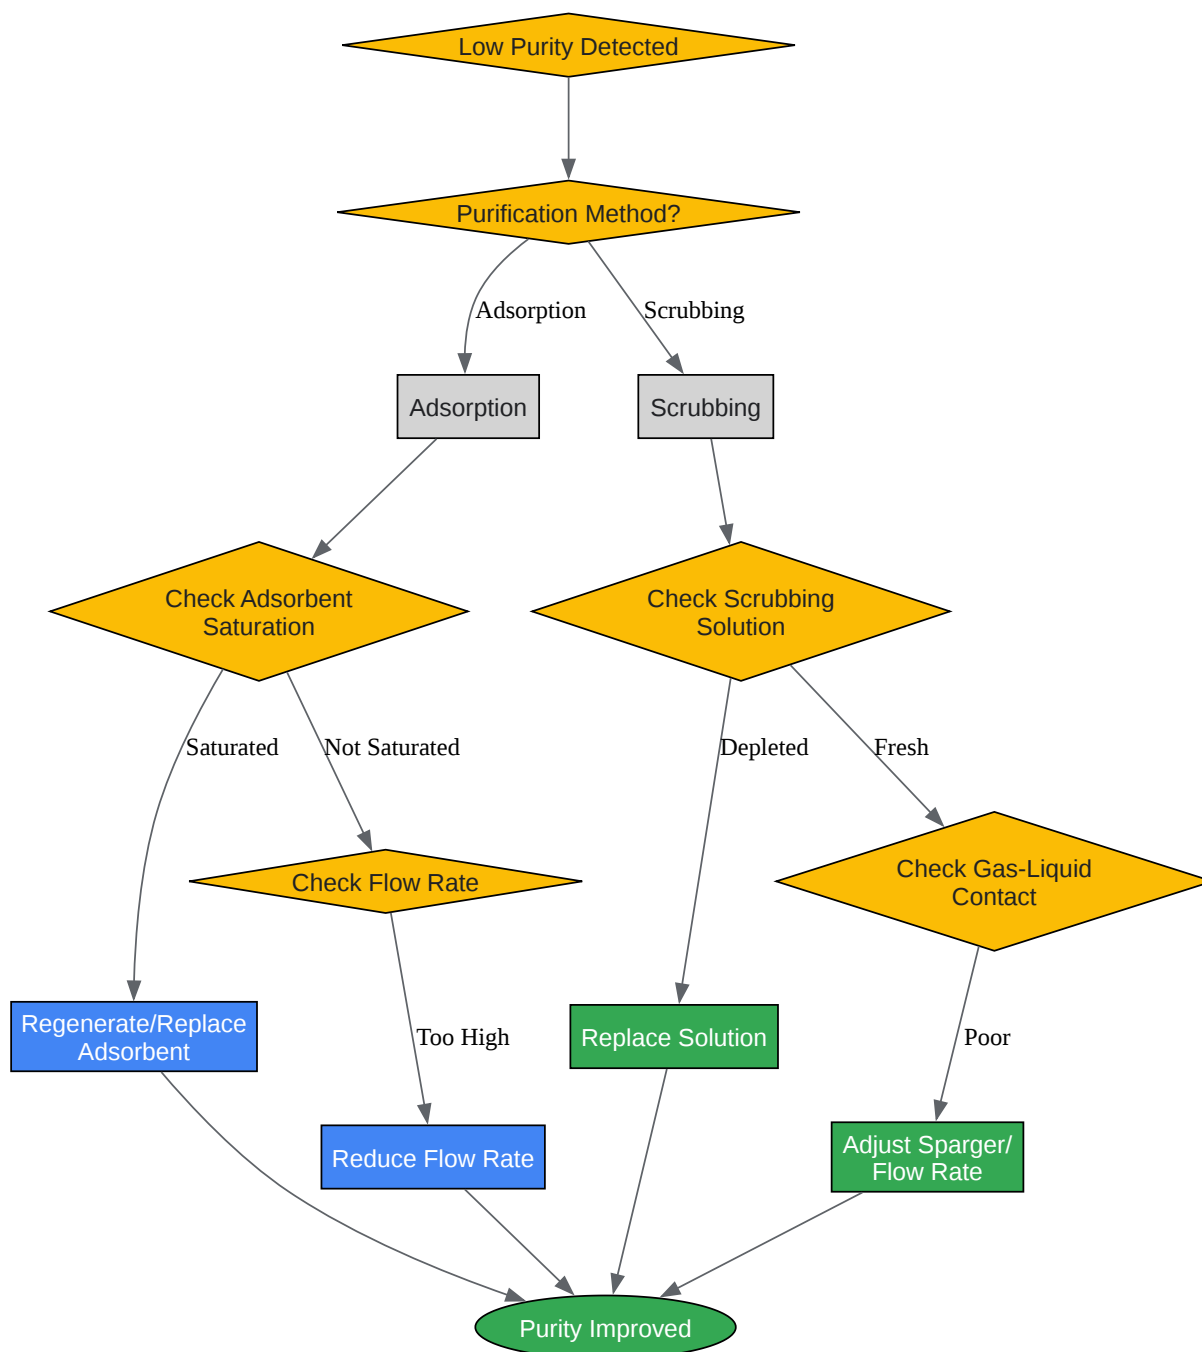 Low Purity Detected
Purification Method?
Adsorption
Scrubbing
Adsorption
Scrubbing
Check Adsorbent
Saturation
Check Scrubbing
Solution
Saturated
Not Saturated
Depleted
Fresh
Check Flow Rate
Check Gas-Liquid
Contact
Regenerate/Replace
Adsorbent
Too High
Replace Solution
Poor
Reduce Flow Rate
Adjust Sparger/
Flow Rate
Purity Improved